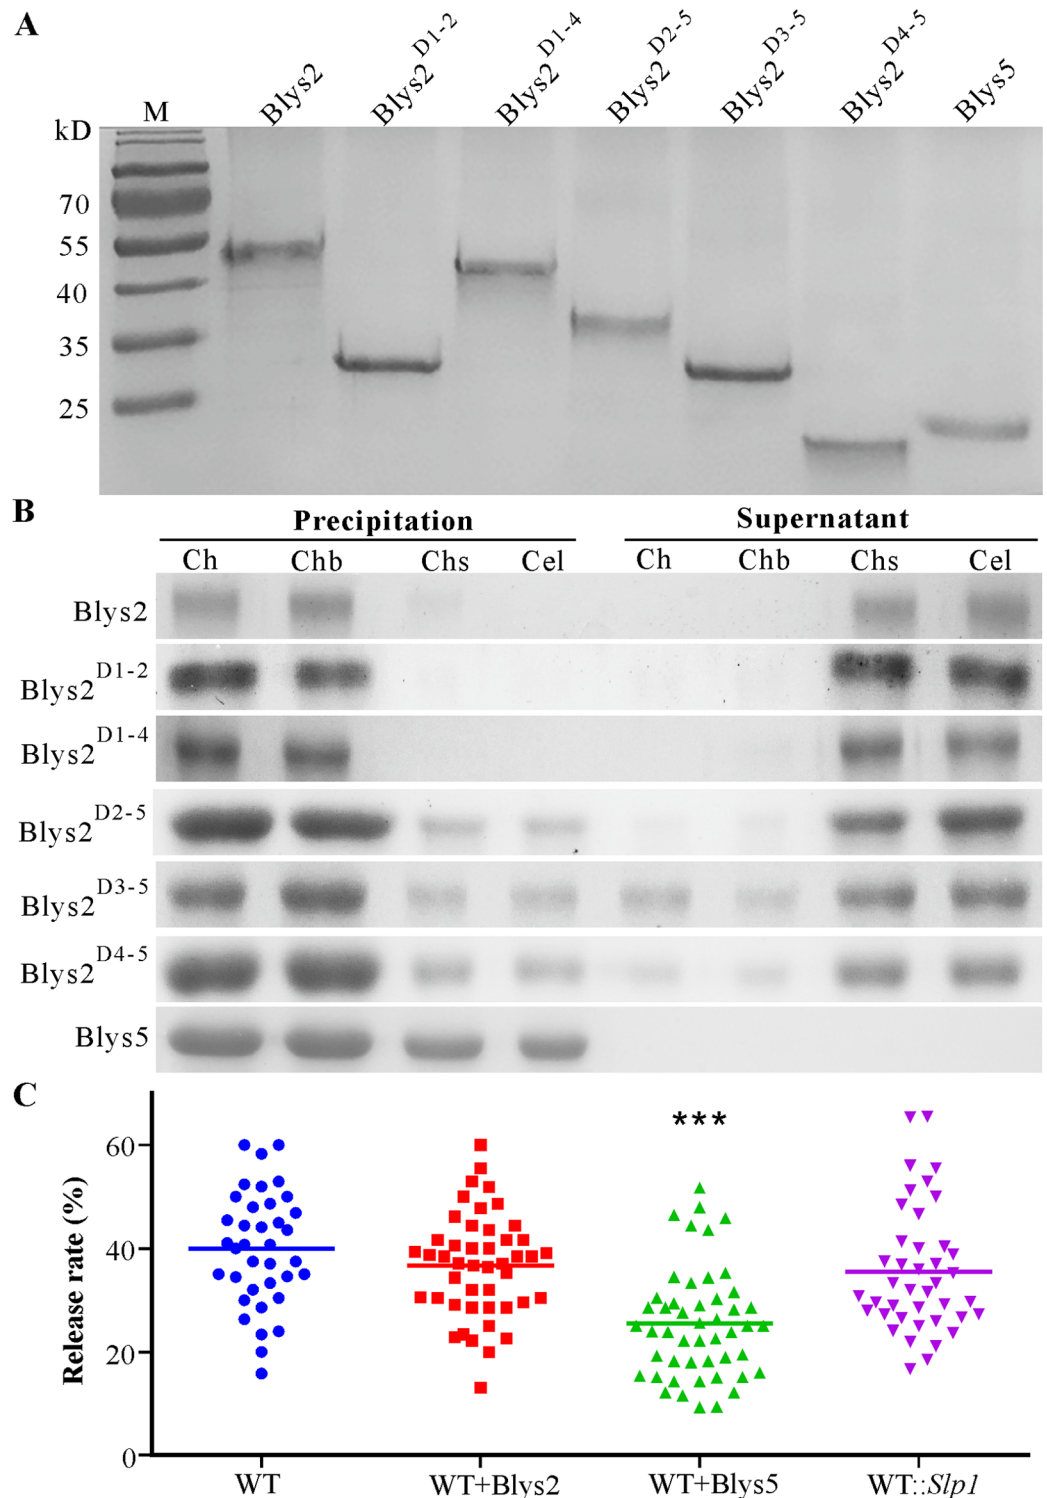 A
kD M Blys2 Blys2D1-2 Blys2D1-4 Blys2D2-5 Blys2D3-5 Blys2D4-5 Blys5
70
55
40
35
25
B
Precipitation Supernatant
Ch Chb Chs Cel Ch Chb Chs Cel
Blys2
Blys2D1-2
Blys2D1-4
Blys2D2-5
Blys2D3-5
Blys2D4-5
Blys5
C
Release rate (%)
60
40
20
0
***
WT WT+Blys2 WT+Blys5 WT::Slp1